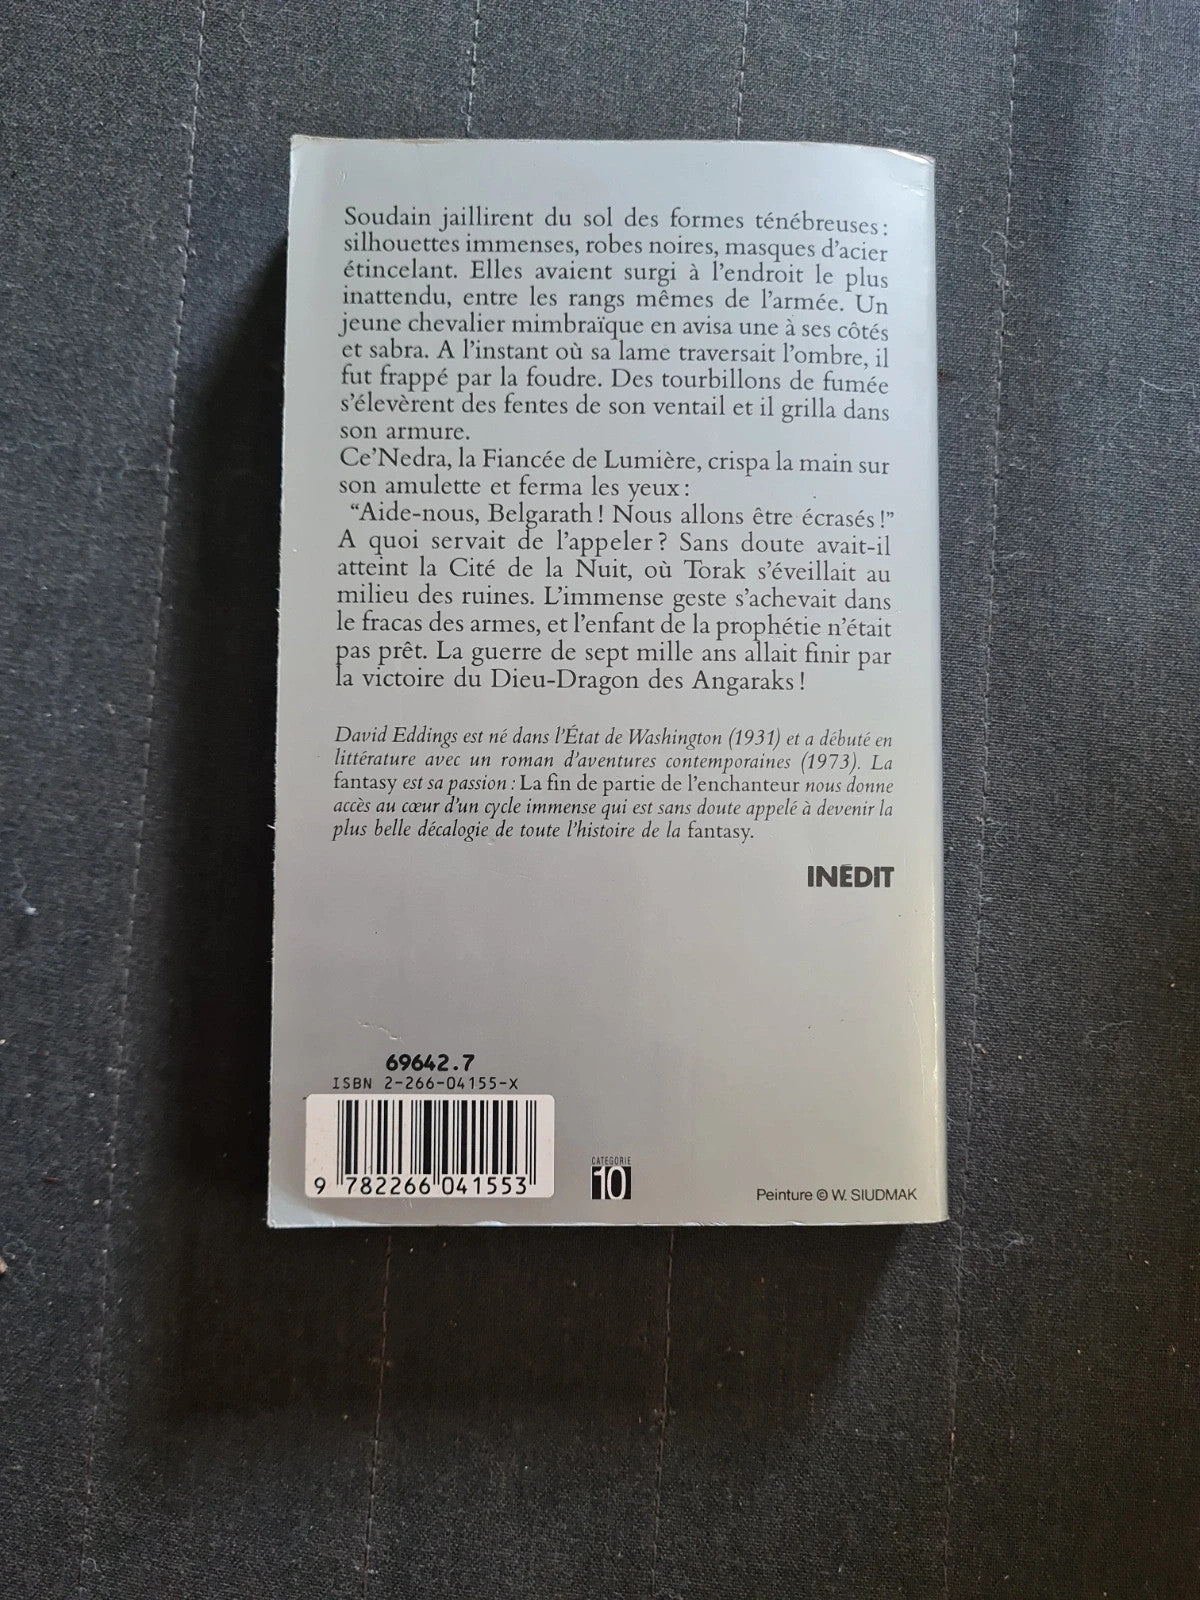 Soudain jaillirent du sol des formes ténébreuses :
silhouettes immenses, robes noires, masques d'acier
étincelant. Elles avaient surgi à l'endroit le plus
inattendu, entre les rangs mêmes de l'armée. Un
jeune chevalier mimbraïque en avisa une à ses côtés
et sabra. A l'instant où sa lame traversait l'ombre, il
fut frappé par la foudre. Des tourbillons de fumée
s'élevèrent des fentes de son ventail et il grilla dans
son armure.
Ce'Nedra, la Fiancée de Lumière, crispa la main sur
son amulette et ferma les yeux :
“Aide-nous, Belgarath ! Nous allons être écrasés !”
A quoi servait de l'appeler ? Sans doute avait-il
atteint la Cité de la Nuit, où Torak s'éveillait au
milieu des ruines. L'immense geste s'achevait dans
le fracas des armes, et l'enfant de la prophétie n'était
pas prêt. La guerre de sept mille ans allait finir par
la victoire du Dieu-Dragon des Angaraks !
David Eddings est né dans l'État de Washington (1931) et a débuté en
littérature avec un roman d'aventures contemporaines (1973). La
fantasy est sa passion : La fin de partie de l'enchanteur nous donne
accès au cœur d'un cycle immense qui est sans doute appelé à devenir la
plus belle décalogie de toute l'histoire de la fantasy.
INÉDIT
69642.7
ISBN 2-266-04155-X
9 782266 041553
CATEGORIE
10
Peinture © W. SIUDMAK